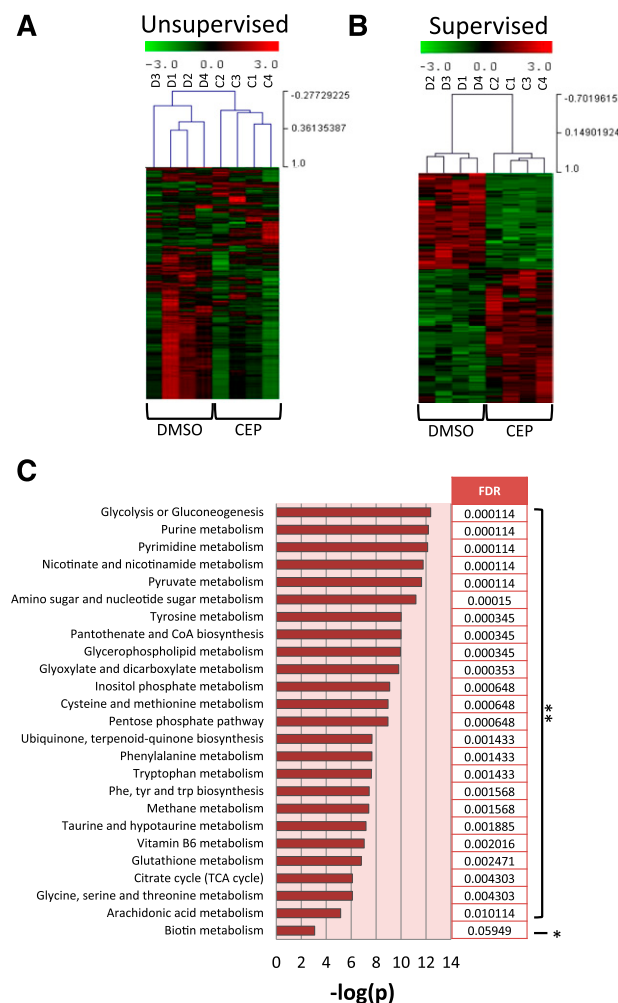 A
Unsupervised
-3.0 0.0 3.0
D3 D1 D2 D4 C2 C3 C1 C4
-0.27729225
0.36135387
1.0
DMSO CEP
B
Supervised
-3.0 0.0 3.0
D2 D3 D1 D4 C2 C1 C3 C4
-0.7019615
0.14901924
1.0
DMSO CEP
C
FDR
Glycolysis or Gluconeogenesis 0.000114
Purine metabolism 0.000114
Pyrimidine metabolism 0.000114
Nicotinate and nicotinamide metabolism 0.000114
Pyruvate metabolism 0.000114
Amino sugar and nucleotide sugar metabolism 0.00015
Tyrosine metabolism 0.000345
Pantothenate and CoA biosynthesis 0.000345
Glycerophospholipid metabolism 0.000345
Glyoxylate and dicarboxylate metabolism 0.000353
Inositol phosphate metabolism 0.000648
Cysteine and methionine metabolism 0.000648
Pentose phosphate pathway 0.000648
Ubiquinone, terpenoid-quinone biosynthesis 0.001433
Phenylalanine metabolism 0.001433
Tryptophan metabolism 0.001433
Phe, tyr and trp biosynthesis 0.001568
Methane metabolism 0.001568
Taurine and hypotaurine metabolism 0.001885
Vitamin B6 metabolism 0.002016
Glutathione metabolism 0.002471
Citrate cycle (TCA cycle) 0.004303
Glycine, serine and threonine metabolism 0.004303
Arachidonic acid metabolism 0.010114
Biotin metabolism 0.05949
**
*
0 2 4 6 8 10 12 14
-log(p)